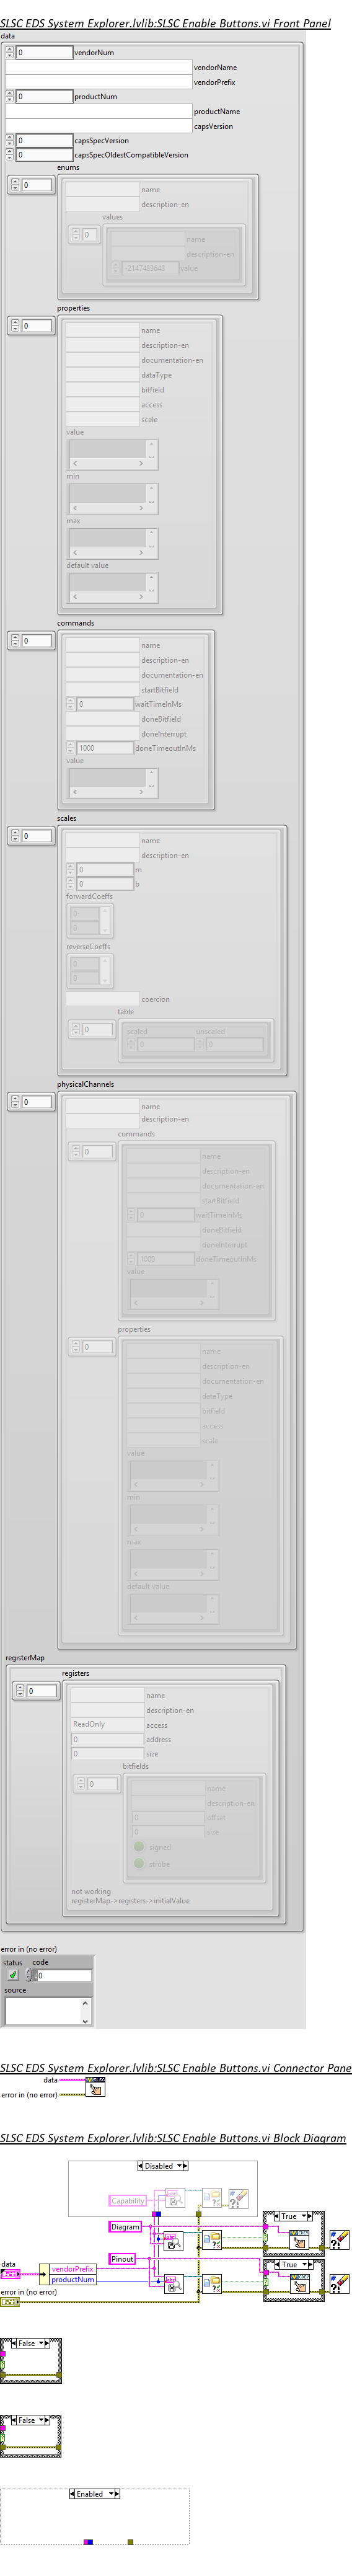 SLSC EDS System Explorer.lvlib:SLSC Enable Buttons.vi Front Panel
data
0 vendorNum
vendorName
vendorPrefix
0 productNum
productName
capsVersion
0 capsSpecVersion
0 capsSpecOldestCompatibleVersion
enums
0
name
description-en
values
0
name
description-en
-2147483648 value
properties
0
name
description-en
documentation-en
dataType
bitfield
access
scale
value
min
max
default value
commands
0
name
description-en
documentation-en
startBitfield
0 waitTimeInMs
doneBitfield
doneInterrupt
1000 doneTimeoutInMs
value
scales
0
name
description-en
0 m
0 b
forwardCoeffs
0
0
reverseCoeffs
0
0
coercion
table
0
scaled unscaled
0 0
physicalChannels
0
name
description-en
commands
0
name
description-en
documentation-en
startBitfield
0 waitTimeInMs
doneBitfield
doneInterrupt
1000 doneTimeoutInMs
value
properties
0
name
description-en
documentation-en
dataType
bitfield
access
scale
value
min
max
default value
registerMap
registers
0
name
description-en
ReadOnly access
0 address
0 size
bitfields
0
name
description-en
0 offset
0 size
signed
strobe
not working
registerMap->registers->initialValue
error in (no error)
status code
0
source
SLSC EDS System Explorer.lvlib:SLSC Enable Buttons.vi Connector Pane
data
error in (no error)
SLSC EDS System Explorer.lvlib:SLSC Enable Buttons.vi Block Diagram
Disabled
Capability
True
Diagram
Pinout
True
data
vendorPrefix
productNum
error in (no error)
False
False
Enabled